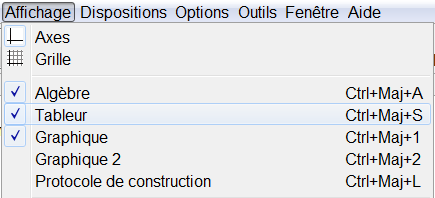 Affichage Dispositions Options Outils Fenêtre Aide
Axes
Grille
Algèbre Ctrl+Maj+A
Tableur Ctrl+Maj+S
Graphique Ctrl+Maj+1
Graphique 2 Ctrl+Maj+2
Protocole de construction Ctrl+Maj+L